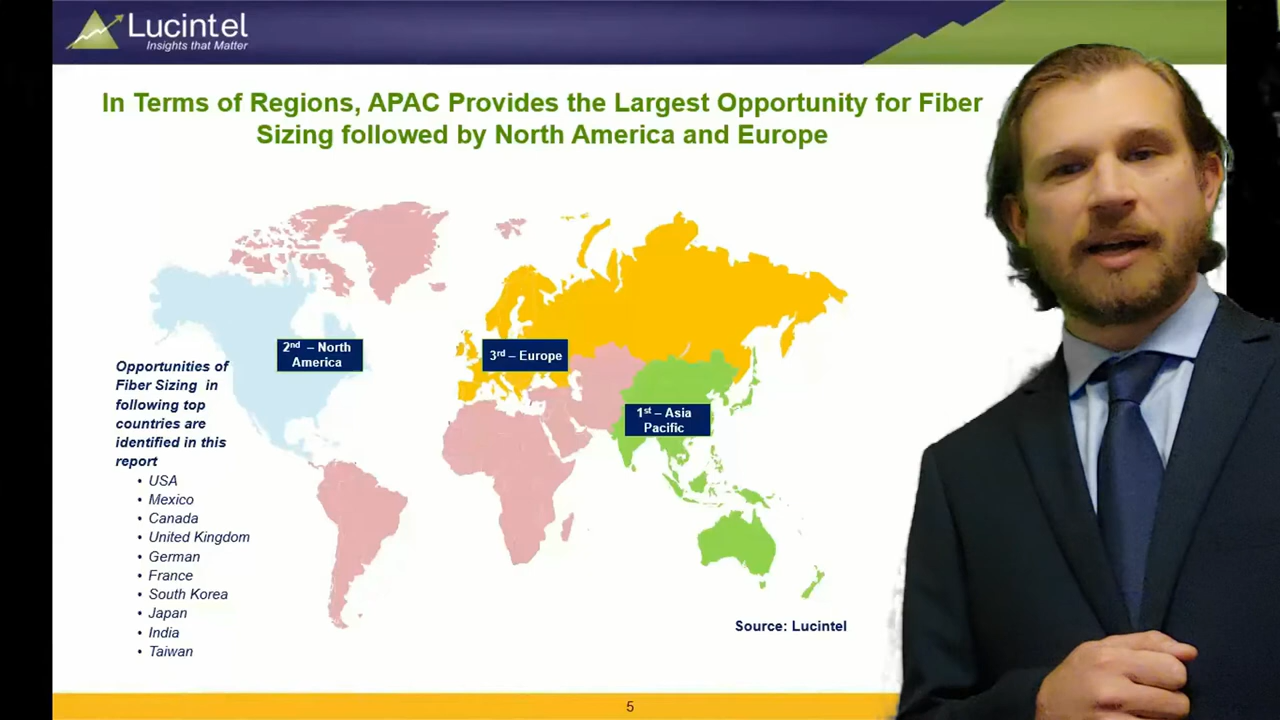 Lucintel
Insights that Matter
In Terms of Regions, APAC Provides the Largest Opportunity for Fiber
Sizing followed by North America and Europe
2nd – North
America
3rd – Europe
1st – Asia
Pacific
Opportunities of
Fiber Sizing in
following top
countries are
identified in this
report
• USA
• Mexico
• Canada
• United Kingdom
• German
• France
• South Korea
• Japan
• India
• Taiwan
Source: Lucintel
5